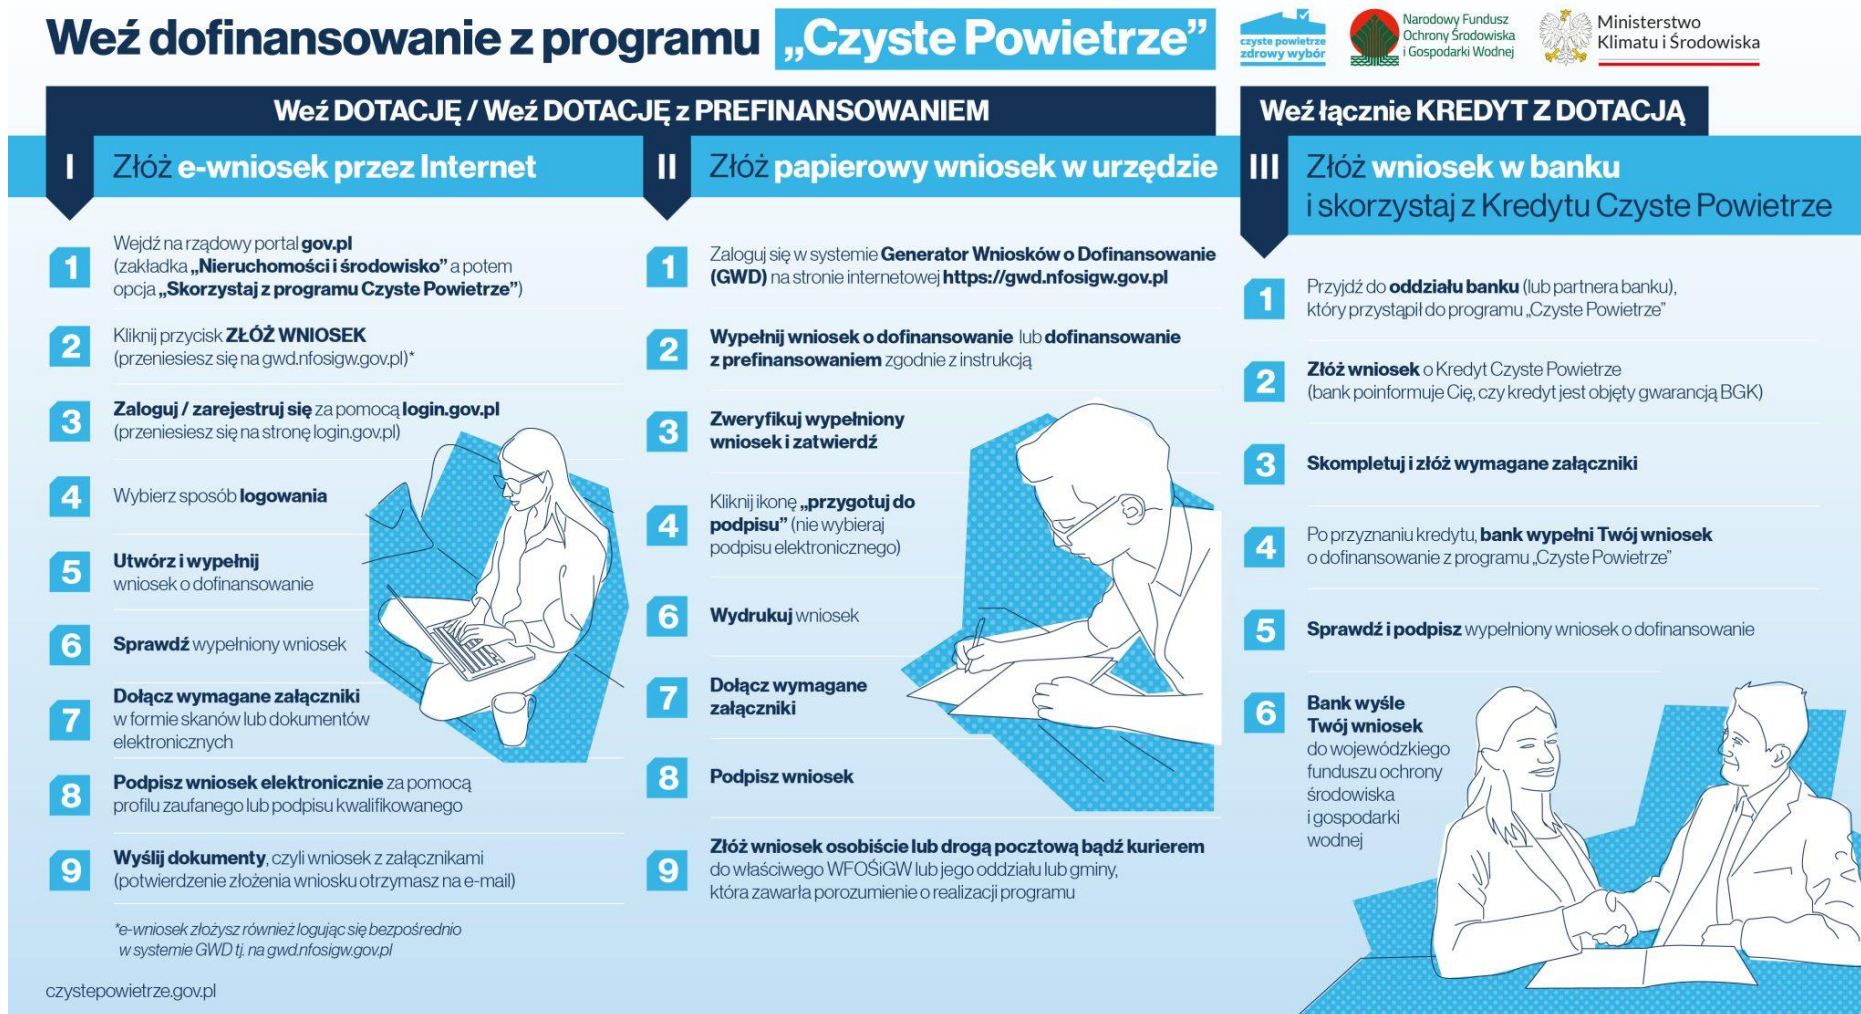 Weź dofinansowanie z programu „Czyste Powietrze”
czyste powietrze
zdrowy wybór
Narodowy Fundusz
Ochrony Środowiska
i Gospodarki Wodnej
Ministerstwo
Klimatu i Środowiska
Weź DOTACJĘ / Weź DOTACJĘ z PREFINANSOWANIEM
I
Złóż e-wniosek przez Internet
1
Wejdź na rządowy portal gov.pl
(zakładka „Nieruchomości i środowisko” a potem
opcja „Skorzystaj z programu Czyste Powietrze”)
2
Kliknij przycisk ZŁÓŻ WNIOSEK
(przeniesiesz się na gwd.nfosigw.gov.pl)*
3
Zaloguj / zarejestruj się za pomocą login.gov.pl
(przeniesiesz się na stronę login.gov.pl)
4
Wybierz sposób logowania
5
Utwórz i wypełnij
wniosek o dofinansowanie
6
Sprawdź wypełniony wniosek
7
Dołącz wymagane załączniki
w formie skanów lub dokumentów
elektronicznych
8
Podpisz wniosek elektronicznie za pomocą
profilu zaufanego lub podpisu kwalifikowanego
9
Wyślij dokumenty, czyli wniosek z załącznikami
(potwierdzenie złożenia wniosku otrzymasz na e-mail)
*e-wniosek złożysz również logując się bezpośrednio
w systemie GWD tj. na gwd.nfosigw.gov.pl
czystepowietrze.gov.pl
II
Złóż papierowy wniosek w urzędzie
1
Zaloguj się w systemie Generator Wniosków o Dofinansowanie
(GWD) na stronie internetowej https://gwd.nfosigw.gov.pl
2
Wypełnij wniosek o dofinansowanie lub dofinansowanie
z prefinansowaniem zgodnie z instrukcją
3
Zweryfikuj wypełniony
wniosek i zatwierdź
4
Kliknij ikonę „przygotuj do
podpisu” (nie wybieraj
podpisu elektronicznego)
6
Wydrukuj wniosek
7
Dołącz wymagane
załączniki
8
Podpisz wniosek
9
Złóż wniosek osobiście lub drogą pocztową bądź kurierem
do właściwego WFOŚiGW lub jego oddziału lub gminy,
która zawarła porozumienie o realizacji programu
Weź łącznie KREDYT Z DOTACJĄ
III
Złóż wniosek w banku
i skorzystaj z Kredytu Czyste Powietrze
1
Przyjdź do oddziału banku (lub partnera banku),
który przystąpił do programu „Czyste Powietrze”
2
Złóż wniosek o Kredyt Czyste Powietrze
(bank poinformuje Cię, czy kredyt jest objęty gwarancją BGK)
3
Skompletuj i złóż wymagane załączniki
4
Po przyznaniu kredytu, bank wypełni Twój wniosek
o dofinansowanie z programu „Czyste Powietrze”
5
Sprawdź i podpisz wypełniony wniosek o dofinansowanie
6
Bank wyśle
Twój wniosek
do wojewódzkiego
funduszu ochrony
środowiska
i gospodarki
wodnej